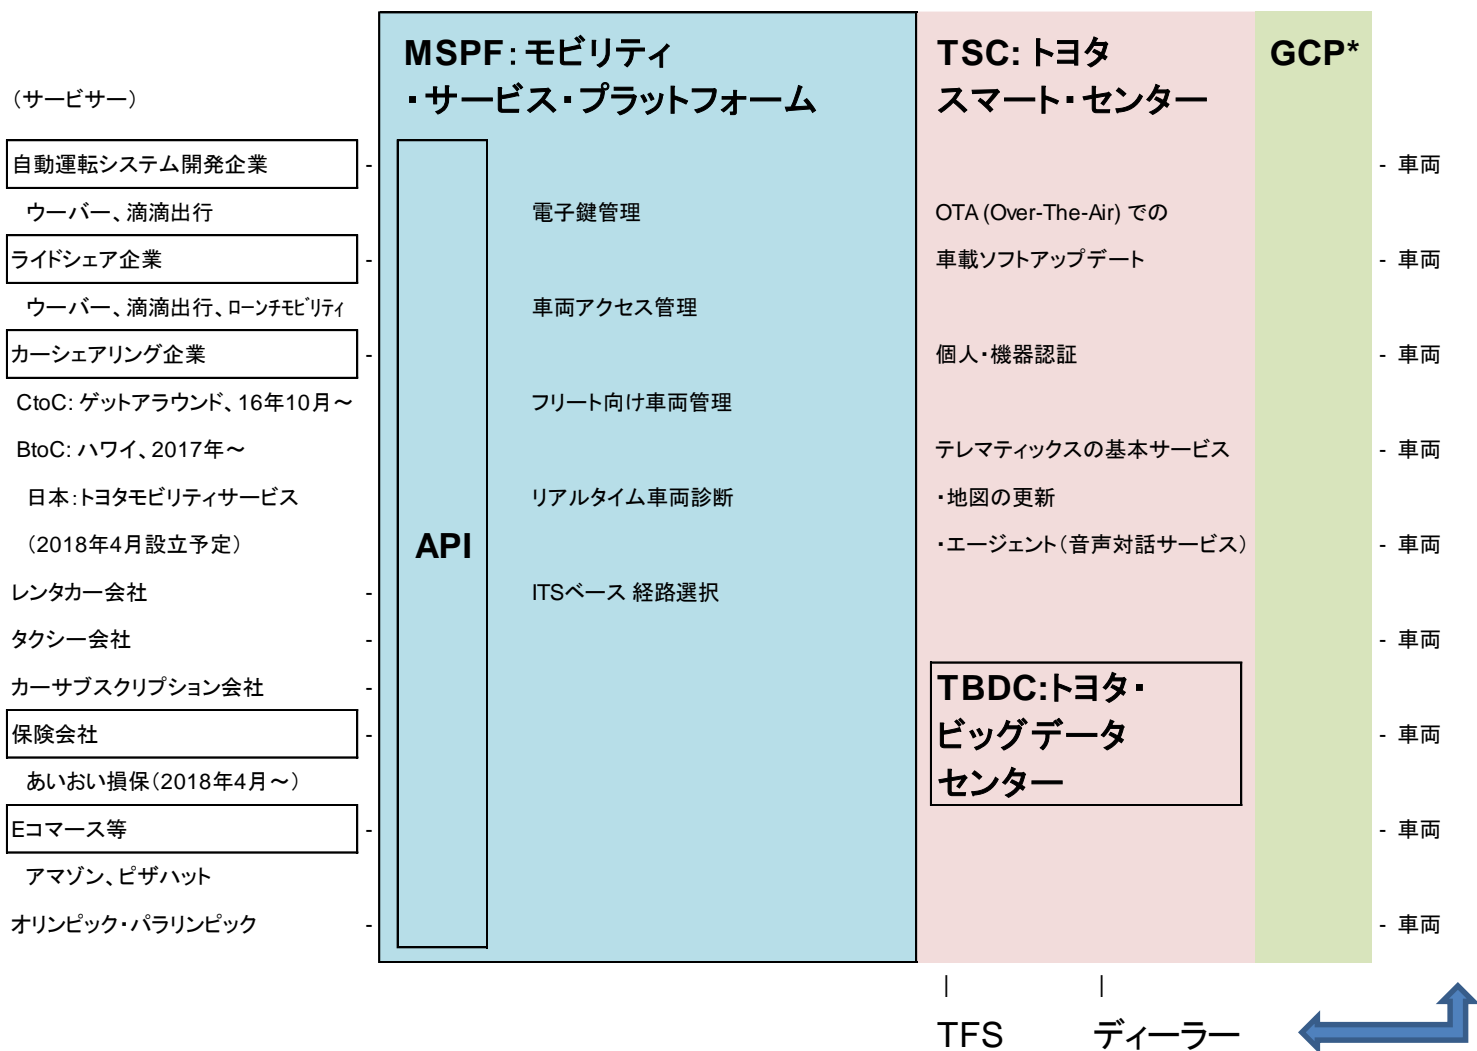 MSPF：モビリティ
・サービス・プラットフォーム
TSC: トヨタ
スマート・センター
GCP*
（サービサー）
自動運転システム開発企業 -
ウーバー、滴滴出行
ライドシェア企業 -
ウーバー、滴滴出行、ﾛｰﾝﾁﾓﾋﾞﾘﾃｨ
カーシェアリング企業 -
CtoC: ゲットアラウンド、16年10月～
BtoC: ハワイ、2017年～
日本：トヨタモビリティサービス
（2018年4月設立予定）
レンタカー会社 -
タクシー会社 -
カーサブスクリプション会社 -
保険会社 -
あいおい損保（2018年4月～）
Eコマース等 -
アマゾン、ピザハット
オリンピック・パラリンピック -
API
電子鍵管理
車両アクセス管理
フリート向け車両管理
リアルタイム車両診断
ITSベース 経路選択
OTA (Over-The-Air) での
車載ソフトアップデート
個人・機器認証
テレマティックスの基本サービス
・地図の更新
・エージェント（音声対話サービス）
TBDC:トヨタ・
ビッグデータ
センター
- 車両
- 車両
- 車両
- 車両
- 車両
- 車両
- 車両
- 車両
- 車両
| |
TFS ディーラー